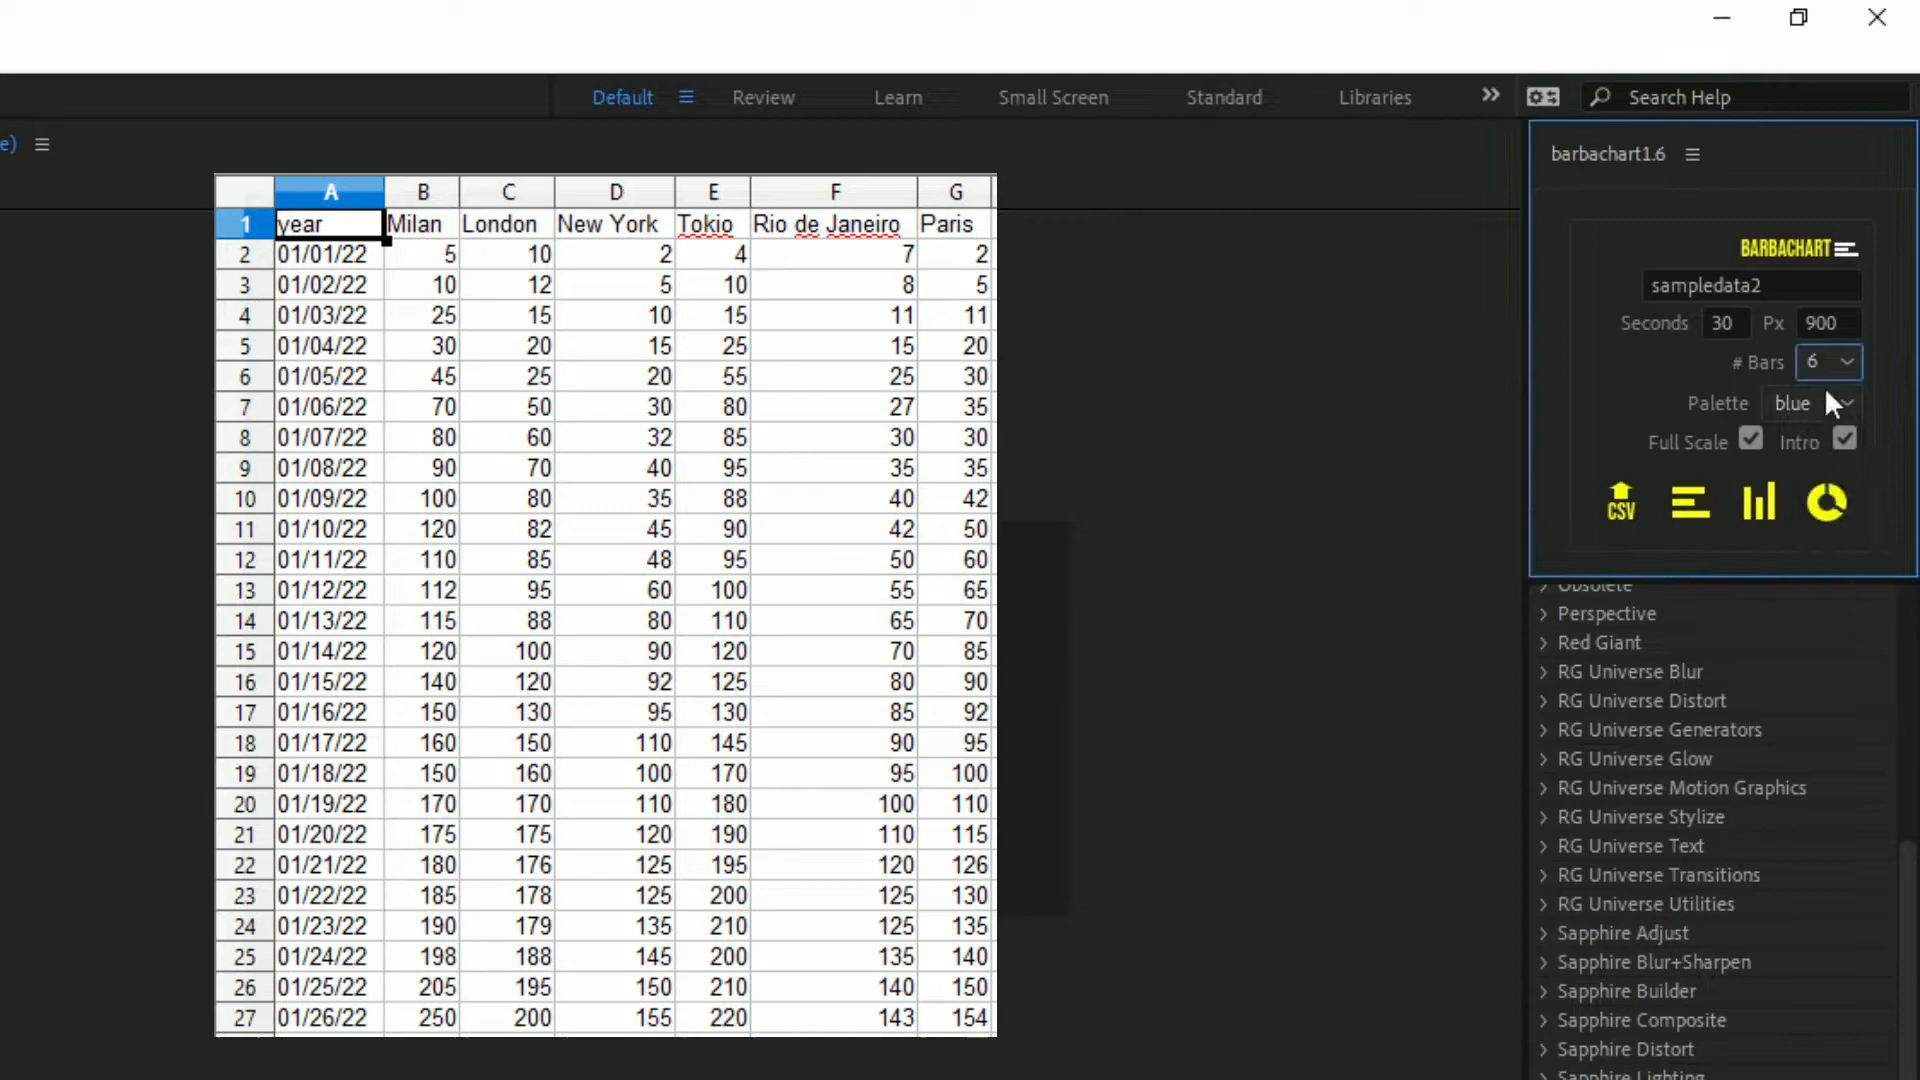 Default Review Learn Small Screen Standard Libraries Search Help
e)
barbachart1.6
A B C D E F G
1 year Milan London New York Tokio Rio de Janeiro Paris
2 01/01/22 5 10 2 4 7 2
3 01/02/22 10 12 5 10 8 5
4 01/03/22 25 15 10 15 11 11
5 01/04/22 30 20 15 25 15 20
6 01/05/22 45 25 20 55 25 30
7 01/06/22 70 50 30 80 27 35
8 01/07/22 80 60 32 85 30 30
9 01/08/22 90 70 40 95 35 35
10 01/09/22 100 80 35 88 40 42
11 01/10/22 120 82 45 90 42 50
12 01/11/22 110 85 48 95 50 60
13 01/12/22 112 95 60 100 55 65
14 01/13/22 115 88 80 110 65 70
15 01/14/22 120 100 90 120 70 85
16 01/15/22 140 120 92 125 80 90
17 01/16/22 150 130 95 130 85 92
18 01/17/22 160 150 110 145 90 95
19 01/18/22 150 160 100 170 95 100
20 01/19/22 170 170 110 180 100 110
21 01/20/22 175 175 120 190 110 115
22 01/21/22 180 176 125 195 120 126
23 01/22/22 185 178 125 200 125 130
24 01/23/22 190 179 135 210 125 135
25 01/24/22 198 188 145 200 135 140
26 01/25/22 205 195 150 210 140 150
27 01/26/22 250 200 155 220 143 154
BARBACHART
sampledata2
Seconds 30 Px 900
# Bars 6
Palette blue
Full Scale Intro
CSV
Obsolete
Perspective
Red Giant
RG Universe Blur
RG Universe Distort
RG Universe Generators
RG Universe Glow
RG Universe Motion Graphics
RG Universe Stylize
RG Universe Text
RG Universe Transitions
RG Universe Utilities
Sapphire Adjust
Sapphire Blur+Sharpen
Sapphire Builder
Sapphire Composite
Sapphire Distort
Sapphire Lighting